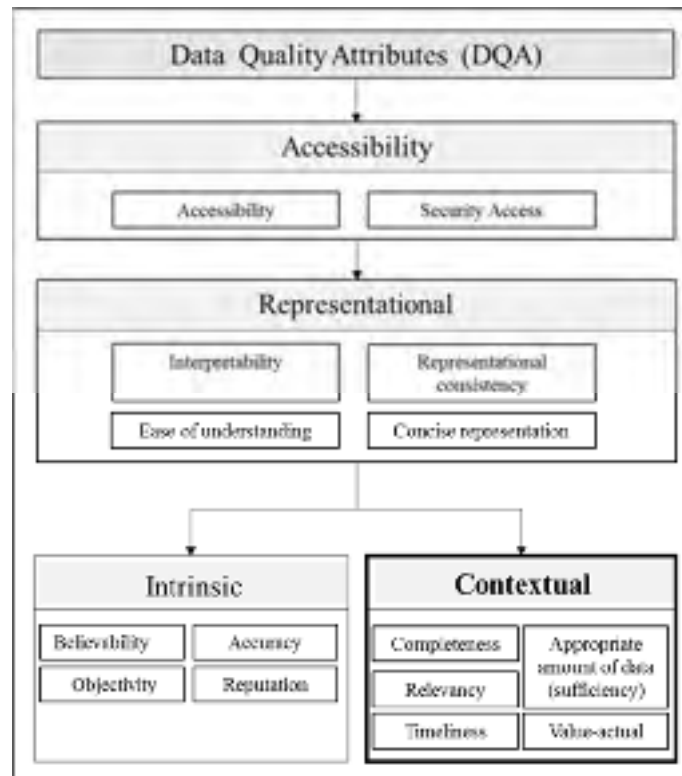 Data Quality Attributes (DQA)
Accessibility
Accessibility
Security Access
Representational
Interpretability
Representational
consistency
Ease of understanding
Concise representation
Intrinsic
Believability
Accuracy
Objectivity
Reputation
Contextual
Completeness
Appropriate
amount of data
(sufficiency)
Relevancy
Timeliness
Value-actual